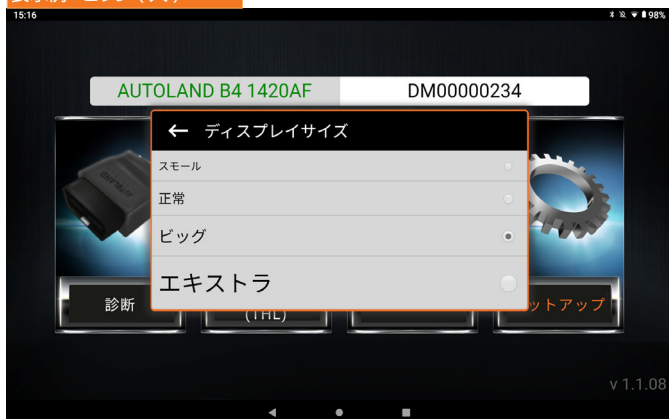 15:16
98%
AUTOLAND B4 1420AF
DM00000234
ディスプレイサイズ
スモール
正常
ビッグ
エキストラ
診断
(THL)
ットアップ
v 1.1.08